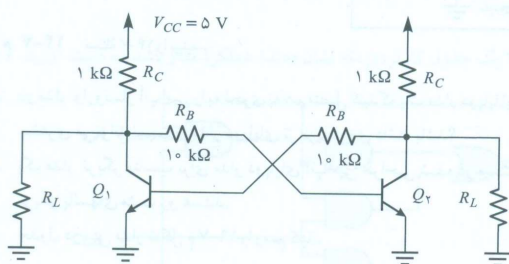 V_CC = ۵ V
۱ kΩ R_C
۱ kΩ R_C
R_B
۱۰ kΩ
R_B
۱۰ kΩ
R_L
Q۱
Q۲
R_L